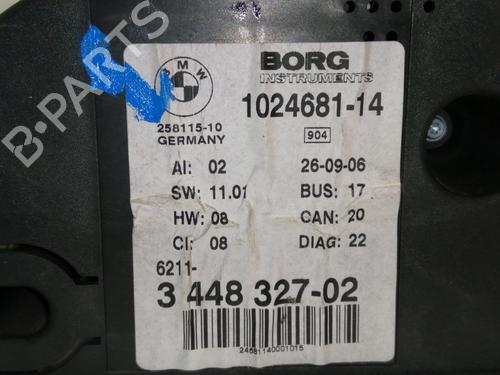 B-PARTS
BMW
BORG
INSTRUMENTS
1024681-14
258115-10
GERMANY
904
AI: 02
26-09-06
SW: 11.01
BUS: 17
HW: 08
CAN: 20
CI: 08
DIAG: 22
6211-
3 448 327-02
24681140001015